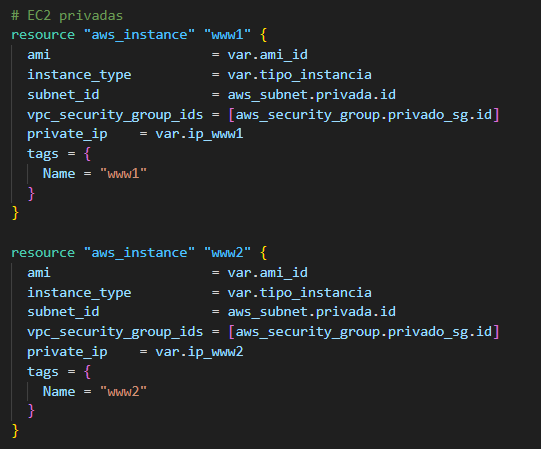 # EC2 privadas
resource "aws_instance" "www1" {
  ami                    = var.ami_id
  instance_type          = var.tipo_instancia
  subnet_id              = aws_subnet.privada.id
  vpc_security_group_ids = [aws_security_group.privado_sg.id]
  private_ip    = var.ip_www1
  tags = {
    Name = "www1"
  }
}

resource "aws_instance" "www2" {
  ami                    = var.ami_id
  instance_type          = var.tipo_instancia
  subnet_id              = aws_subnet.privada.id
  vpc_security_group_ids = [aws_security_group.privado_sg.id]
  private_ip    = var.ip_www2
  tags = {
    Name = "www2"
  }
}